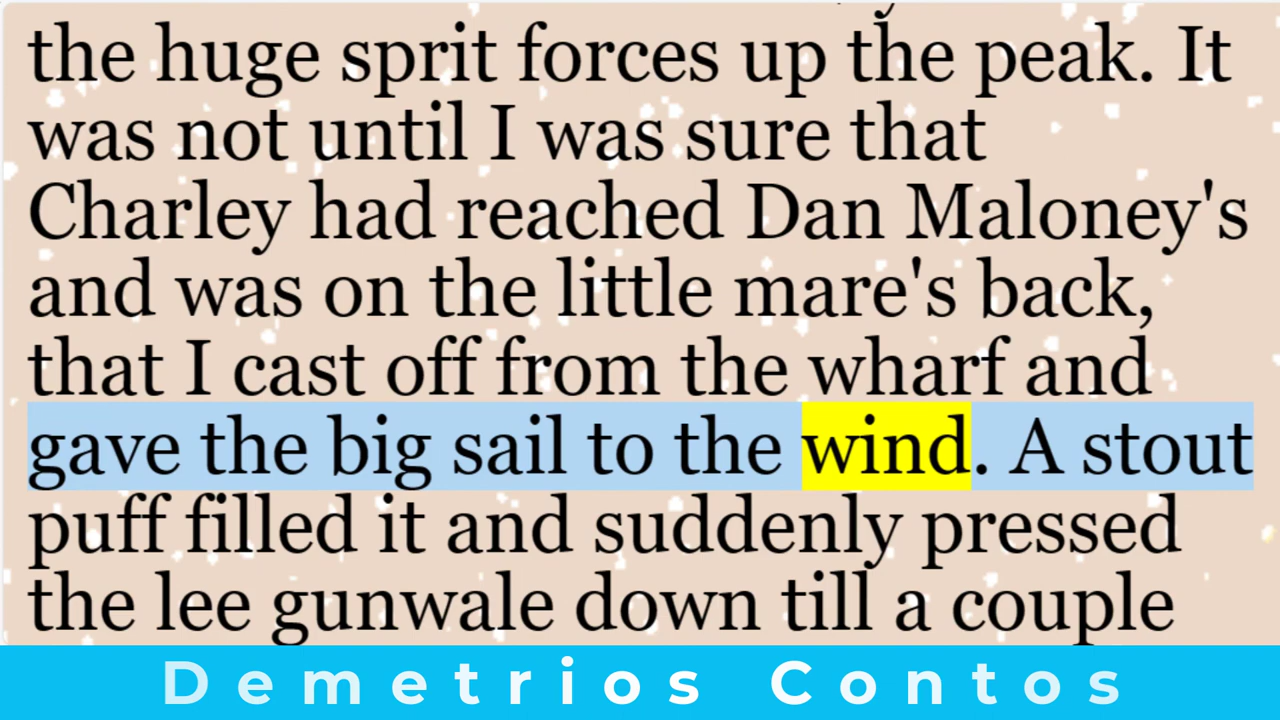 the huge sprit forces up the peak. It
was not until I was sure that
Charley had reached Dan Maloney's
and was on the little mare's back,
that I cast off from the wharf and
gave the big sail to the wind. A stout
puff filled it and suddenly pressed
the lee gunwale down till a couple
Demetrios Contos